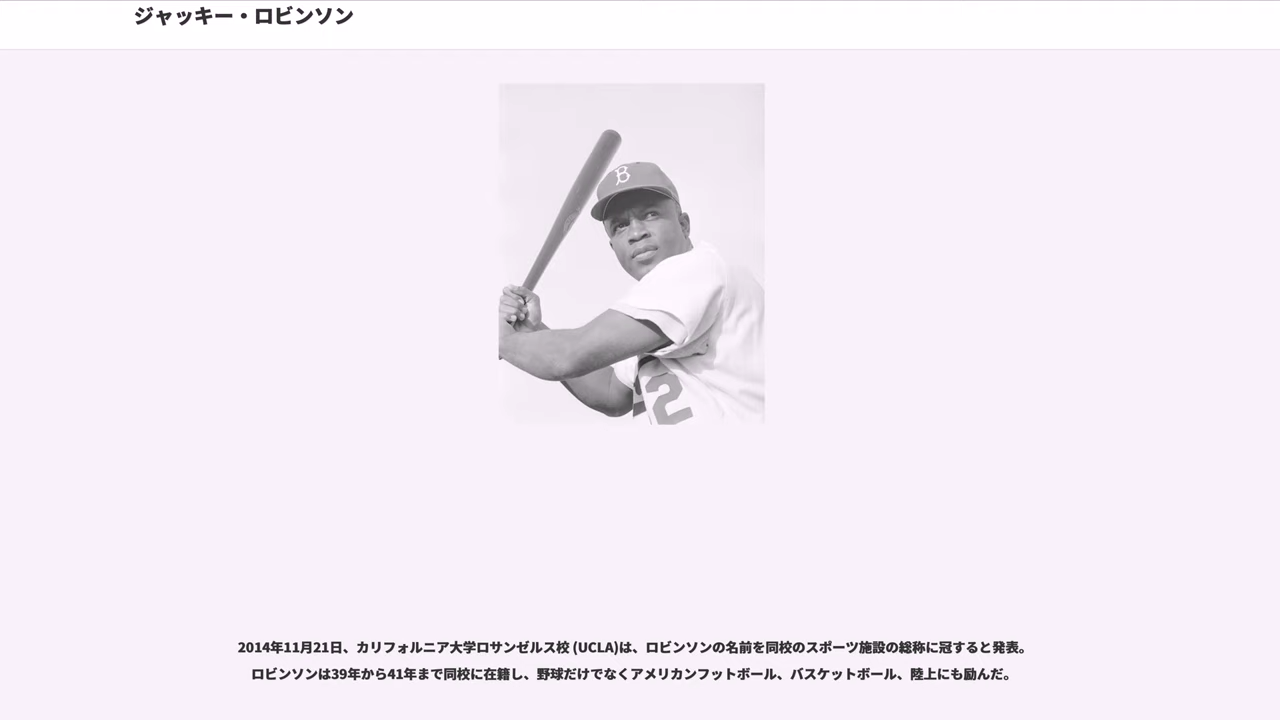 ジャッキー・ロビンソン
B
2
2014年11月21日、カリフォルニア大学ロサンゼルス校 (UCLA)は、ロビンソンの名前を同校のスポーツ施設の総称に冠すると発表。
ロビンソンは39年から41年まで同校に在籍し、野球だけでなくアメリカンフットボール、バスケットボール、陸上にも励んだ。